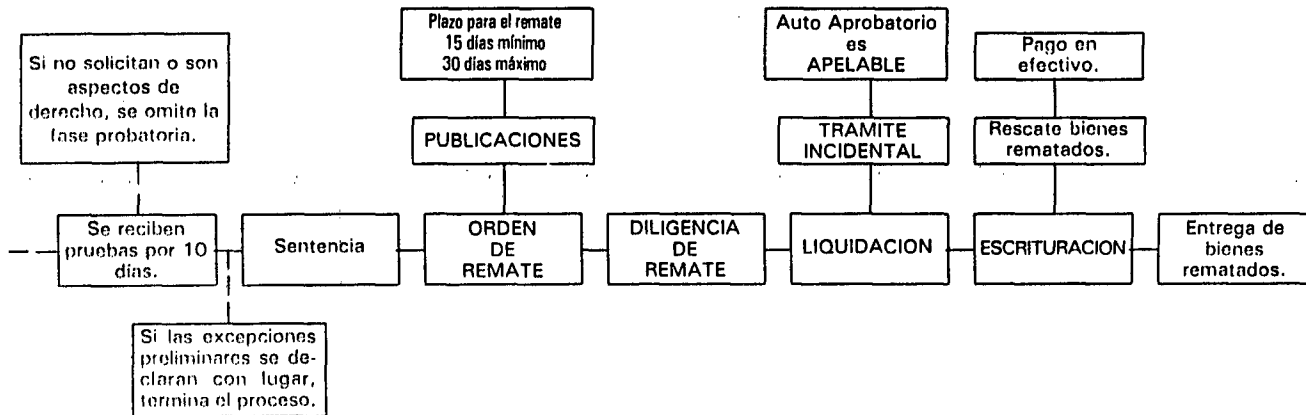 Si no solicitan o son
aspectos de
derecho, se omite la
fase probatoria.
Plazo para el remate
15 días mínimo
30 días máximo
Auto Aprobatorio
es
APELABLE
Pago en
efectivo.
PUBLICACIONES
TRAMITE
INCIDENTAL
Rescate bienes
rematados.
Se reciben
pruebas por 10
días.
Sentencia
ORDEN
DE
REMATE
DILIGENCIA
DE
REMATE
LIQUIDACION
ESCRITURACION
Entrega de
bienes
rematados.
Si las excepciones
preliminares se de-
claran con lugar,
termina el proceso.